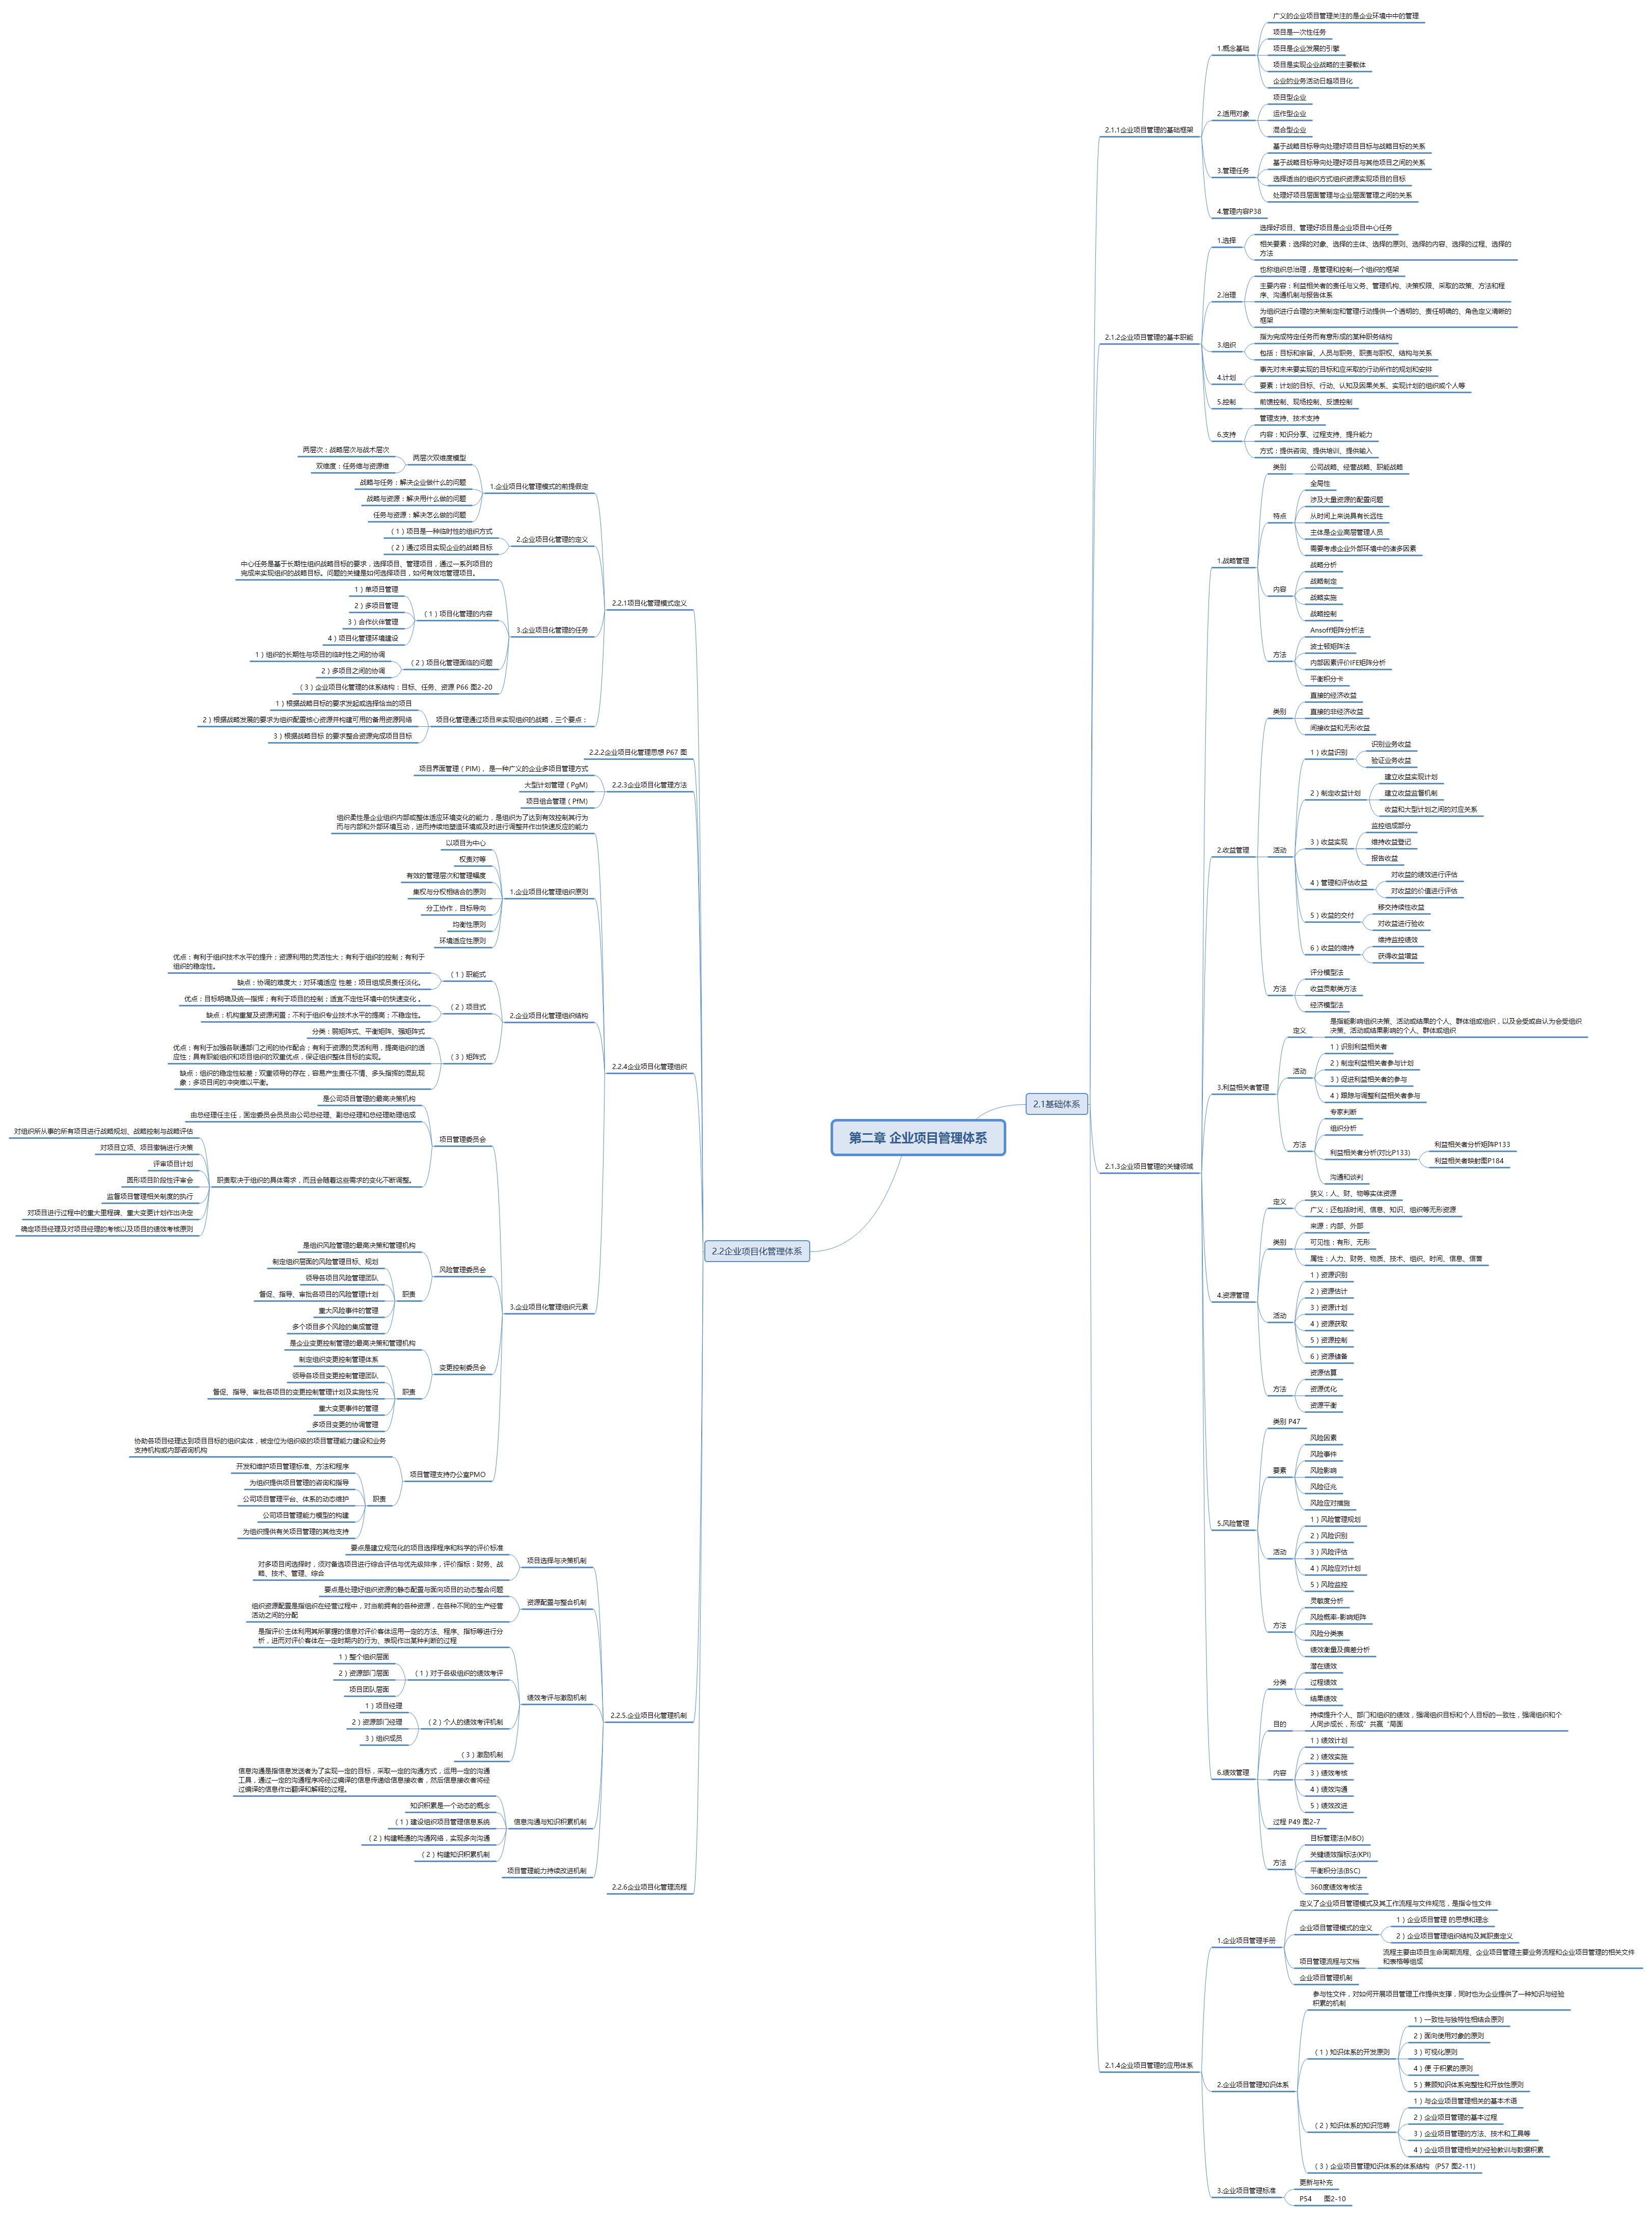 第二章 企业项目管理体系
2.1基础体系
2.1.1企业项目管理的基础框架
1.概念基础
广义的企业项目管理关注的是企业环境中中的管理
项目是一次性任务
项目是企业发展的引擎
项目是实现企业战略的主要载体
企业的业务活动日趋项目化
2.适用对象
项目型企业
运作型企业
混合型企业
3.管理任务
基于战略目标导向处理好项目目标与战略目标的关系
基于战略目标导向处理好项目与其他项目之间的关系
选择适当的组织方式组织资源实现项目的目标
处理好项目层面管理与企业层面管理之间的关系
4.管理内容P38
2.1.2企业项目管理的基本职能
1.选择
选择好项目、管理好项目是企业项目中心任务
相关要素：选择的对象、选择的主体、选择的原则、选择的内容、选择的过程、选择的
方法
2.治理
也称组织总治理，是管理和控制一个组织的框架
主要内容：利益相关者的责任与义务、管理机构、决策权限、采取的政策、方法和程
序、沟通机制与报告体系
为组织进行合理的决策制定和管理行动提供一个透明的、责任明确的、角色定义清晰的
框架
3.组织
指为完成特定任务而有意形成的某种职务结构
包括：目标和宗旨、人员与职务、职责与职权、结构与关系
4.计划
事先对未来要实现的目标和应采取的行动所作的规划和安排
要素：计划的目标、行动、认知及因果关系、实现计划的组织或个人等
5.控制
前馈控制、现场控制、反馈控制
6.支持
管理支持、技术支持
内容：知识分享、过程支持、提升能力
方式：提供咨询、提供培训、提供输入
2.1.3企业项目管理的关键领域
1.战略管理
类别
公司战略、经营战略、职能战略
特点
全局性
涉及大量资源的配置问题
从时间上来说具有长远性
主体是企业高层管理人员
需要考虑企业外部环境中的诸多因素
内容
战略分析
战略制定
战略实施
战略控制
方法
Ansoff矩阵分析法
波士顿矩阵法
内部因素评价IFE矩阵分析
平衡积分卡
2.收益管理
类别
直接的经济收益
直接的非经济收益
间接收益和无形收益
活动
1）收益识别
识别业务收益
验证业务收益
2）制定收益计划
建立收益实现计划
建立收益监督机制
收益和大型计划之间的对应关系
3）收益实现
监控组成部分
维持收益登记
报告收益
4）管理和评估收益
对收益的绩效进行评估
对收益的价值进行评估
5）收益的交付
移交持续性收益
对收益进行验收
6）收益的维持
维持监控绩效
获得收益增益
方法
评分模型法
收益贡献类方法
经济模型法
3.利益相关者管理
定义
是指能影响组织决策、活动或结果的个人、群体组或组织，以及会受或自认为会受组织
决策、活动或结果影响的个人、群体或组织
活动
1）识别利益相关者
2）制定利益相关者参与计划
3）促进利益相关者的参与
4）跟随与调整利益相关者参与
方法
专家判断
组织分析
利益相关者分析(对比P133)
利益相关者分析矩阵P133
利益相关者映射图P184
沟通和谈判
4.资源管理
定义
狭义：人、财、物等实体资源
广义：还包括时间、信息、知识、组织等无形资源
类别
来源：内部、外部
可见性：有形、无形
属性：人力、财务、物质、技术、组织、时间、信息、信誉
活动
1）资源识别
2）资源估计
3）资源计划
4）资源获取
5）资源控制
6）资源储备
方法
资源估算
资源优化
资源平衡
5.风险管理
类别 P47
要素
风险因素
风险事件
风险影响
风险征兆
风险应对措施
活动
1）风险管理规划
2）风险识别
3）风险评估
4）风险应对计划
5）风险监控
方法
灵敏度分析
风险概率-影响矩阵
风险分类表
绩效衡量及偏差分析
6.绩效管理
分类
潜在绩效
过程绩效
结果绩效
目的
持续提升个人、部门和组织的绩效，强调组织目标和个人目标的一致性，强调组织和个
人同步成长，形成”共赢“局面
内容
1）绩效计划
2）绩效实施
3）绩效考核
4）绩效沟通
5）绩效改进
过程 P49 图2-7
方法
目标管理法(MBO)
关键绩效指标法(KPI)
平衡积分法(BSC)
360度绩效考核法
2.1.4企业项目管理的应用体系
1.企业项目管理手册
定义了企业项目管理模式及其工作流程与文件规范，是指令性文件
企业项目管理模式的定义
1）企业项目管理 的思想和理念
2）企业项目管理组织结构及其职责定义
项目管理流程与文档
流程主要由项目生命周期流程、企业项目管理主要业务流程和企业项目管理的相关文件
和表格等组成
企业项目管理机制
2.企业项目管理知识体系
参与性文件，对如何开展项目管理工作提供支撑，同时也为企业提供了一种知识与经验
积累的机制
（1）知识体系的开发原则
1）一致性与独特性相结合原则
2）面向使用对象的原则
3）可视化原则
4）便 于积累的原则
5）兼顾知识体系完整性和开放性原则
（2）知识体系的知识范畴
1）与企业项目管理相关的基本术语
2）企业项目管理的基本过程
3）企业项目管理的方法、技术和工具等
4）企业项目管理相关的经验教训与数据积累
（3）企业项目管理知识体系的体系结构 (P57 图2-11)
3.企业项目管理标准
更新与补充
P54 图2-10
2.2企业项目化管理体系
2.2.1项目化管理模式定义
1.企业项目化管理模式的前提假定
两层次双维度模型
两层次：战略层次与战术层次
双维度：任务维与资源维
战略与任务：解决企业做什么的问题
战略与资源：解决用什么做的问题
任务与资源：解决怎么做的问题
2.企业项目化管理的定义
（1）项目是一种临时性的组织方式
（2）通过项目实现企业的战略目标
3.企业项目化管理的任务
中心任务是基于长期性组织战略目标的要求，选择项目、管理项目，通过一系列项目的
完成来实现组织的战略目标。问题的关键是如何选择项目，如何有效地管理项目。
（1）项目化管理的内容
1）单项目管理
2）多项目管理
3）合作伙伴管理
4）项目化管理环境建设
（2）项目化管理面临的问题
1）组织的长期性与项目的临时性之间的协调
2）多项目之间的协调
（3）企业项目化管理的体系结构：目标、任务、资源 P66 图2-20
项目化管理通过项目来实现组织的战略，三个要点：
1）根据战略目标的要求发起或选择恰当的项目
2）根据战略发展的要求为组织配置核心资源并构建可用的备用资源网络
3）根据战略目标 的要求整合资源完成项目目标
2.2.2企业项目化管理思想 P67 图
2.2.3企业项目化管理方法
项目界面管理（PIM)，是一种广义的企业多项目管理方式
大型计划管理（PgM)
项目组合管理（PfM)
2.2.4企业项目化管理组织
组织柔性是企业组织内部或整体适应环境变化的能力，是组织为了达到有效控制其行为
而与内部和外部环境互动，进而持续地塑造环境或及时进行调整并作出快速反应的能力
1.企业项目化管理组织原则
以项目为中心
权责对等
有效的管理层次和管理幅度
集权与分权相结合的原则
分工协作，目标导向
均衡性原则
环境适应性原则
2.企业项目化管理组织结构
（1）职能式
优点：有利于组织技术水平的提升；资源利用的灵活性大；有利于组织的控制；有利于
组织的稳定性。
缺点：协调的难度大；对环境适应 性差；项目组成员责任淡化。
（2）项目式
优点：目标明确及统一指挥；有利于项目的控制；适宜不定性环境中的快速变化 。
缺点：机构重复及资源闲置；不利于组织专业技术水平的提高；不稳定性。
（3）矩阵式
分类：弱矩阵式、平衡矩阵、强矩阵式
优点：有利于加强各联通部门之间的协作配合；有利于资源的灵活利用，提高组织的适
应性；具有职能组织和项目组织的双重优点，保证组织整体目标的实现。
缺点：组织的稳定性较差；双重领导的存在，容易产生责任不情、多头指挥的混乱现
象；多项目间的冲突难以平衡。
3.企业项目化管理组织元素
项目管理委员会
是公司项目管理的最高决策机构
由总经理任主任，固定委员会员员由公司总经理、副总经理和总经理助理组成
职责取决于组织的具体需求，而且会随着这些需求的变化不断调整。
对组织所从事的所有项目进行战略规划、战略控制与战略评估
对项目立项、项目撤销进行决策
评审项目计划
圆形项目阶段性评审会
监督项目管理相关制度的执行
对项目进行过程中的重大里程碑、重大变更计划作出决定
确定项目经理及对项目经理的考核以及项目的绩效考核原则
风险管理委员会
是组织风险管理的最高决策和管理机构
职责
制定组织层面的风险管理目标、规划
领导各项目风险管理团队
督促、指导、审批各项目的风险管理计划
重大风险事件的管理
多个项目多个风险的集成管理
变更控制委员会
是企业变更控制管理的最高决策和管理机构
职责
制定组织变更控制管理体系
领导各项目变更控制管理团队
督促、指导、审批各项目的变更控制管理计划及实施性况
重大变更事件的管理
多项目变更的协调管理
项目管理支持办公室PMO
协助各项目经理达到项目目标的组织实体，被定位为组织级的项目管理能力建设和业务
支持机构或内部咨询机构
职责
开发和维护项目管理标准、方法和程序
为组织提供项目管理的咨询和指导
公司项目管理平台、体系的动态维护
公司项目管理能力模型的构建
为组织提供有关项目管理的其他支持
2.2.5.企业项目化管理机制
项目选择与决策机制
要点是建立规范化的项目选择程序和科学的评价标准
对多项目间选择时，须对备选项目进行综合评估与优先级排序，评价指标：财务、战
略、技术、管理、综合
资源配置与整合机制
要点是处理好组织资源的静态配置与面向项目的动态整合问题
组织资源配置是指组织在经营过程中，对当前拥有的各种资源，在各种不同的生产经营
活动之间的分配
绩效考评与激励机制
是指评价主体利用其所掌握的信息对评价客体运用一定的方法、程序、指标等进行分
析，进而对评价客体在一定时期内的行为、表现作出某种判断的过程
（1）对于各级组织的绩效考评
1）整个组织层面
2）资源部门层面
项目团队层面
（2）个人的绩效考评机制
1）项目经理
2）资源部门经理
3）组织成员
（3）激励机制
信息沟通与知识积累机制
信息沟通是指信息发送者为了实现一定的目标，采取一定的沟通方式，运用一定的沟通
工具，通过一定的沟通程序将经过编译的信息传递给信息接收者，然后信息接收者将经
过编译的信息作出翻译和解释的过程。
知识积累是一个动态的概念
（1）建设组织项目管理信息系统
（2）构建畅通的沟通网络，实现多向沟通
（2）构建知识积累机制
项目管理能力持续改进机制
2.2.6企业项目化管理流程